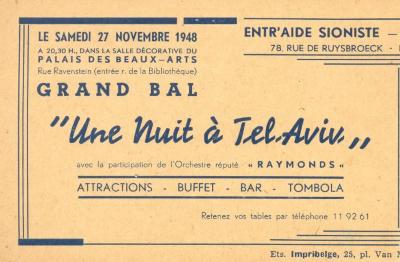 LE SAMEDI 27 NOVEMBRE 1948
A 20,30 H., DANS LA SALLE DÉCORATIVE DU
PALAIS DES BEAUX-ARTS
Rue Ravenstein (entrée r. de la Bibliothèque)
GRAND BAL
ENTR'AIDE SIONISTE —
78, RUE DE RUYSBROECK -
"Une Nuit à Tel-Aviv"
avec la participation de l'Orchestre réputé « RAYMONDS «
ATTRACTIONS - BUFFET - BAR - TOMBOLA
Retenez vos tables par téléphone 11 92 61
Ets. Impribelge, 25, pl. Van